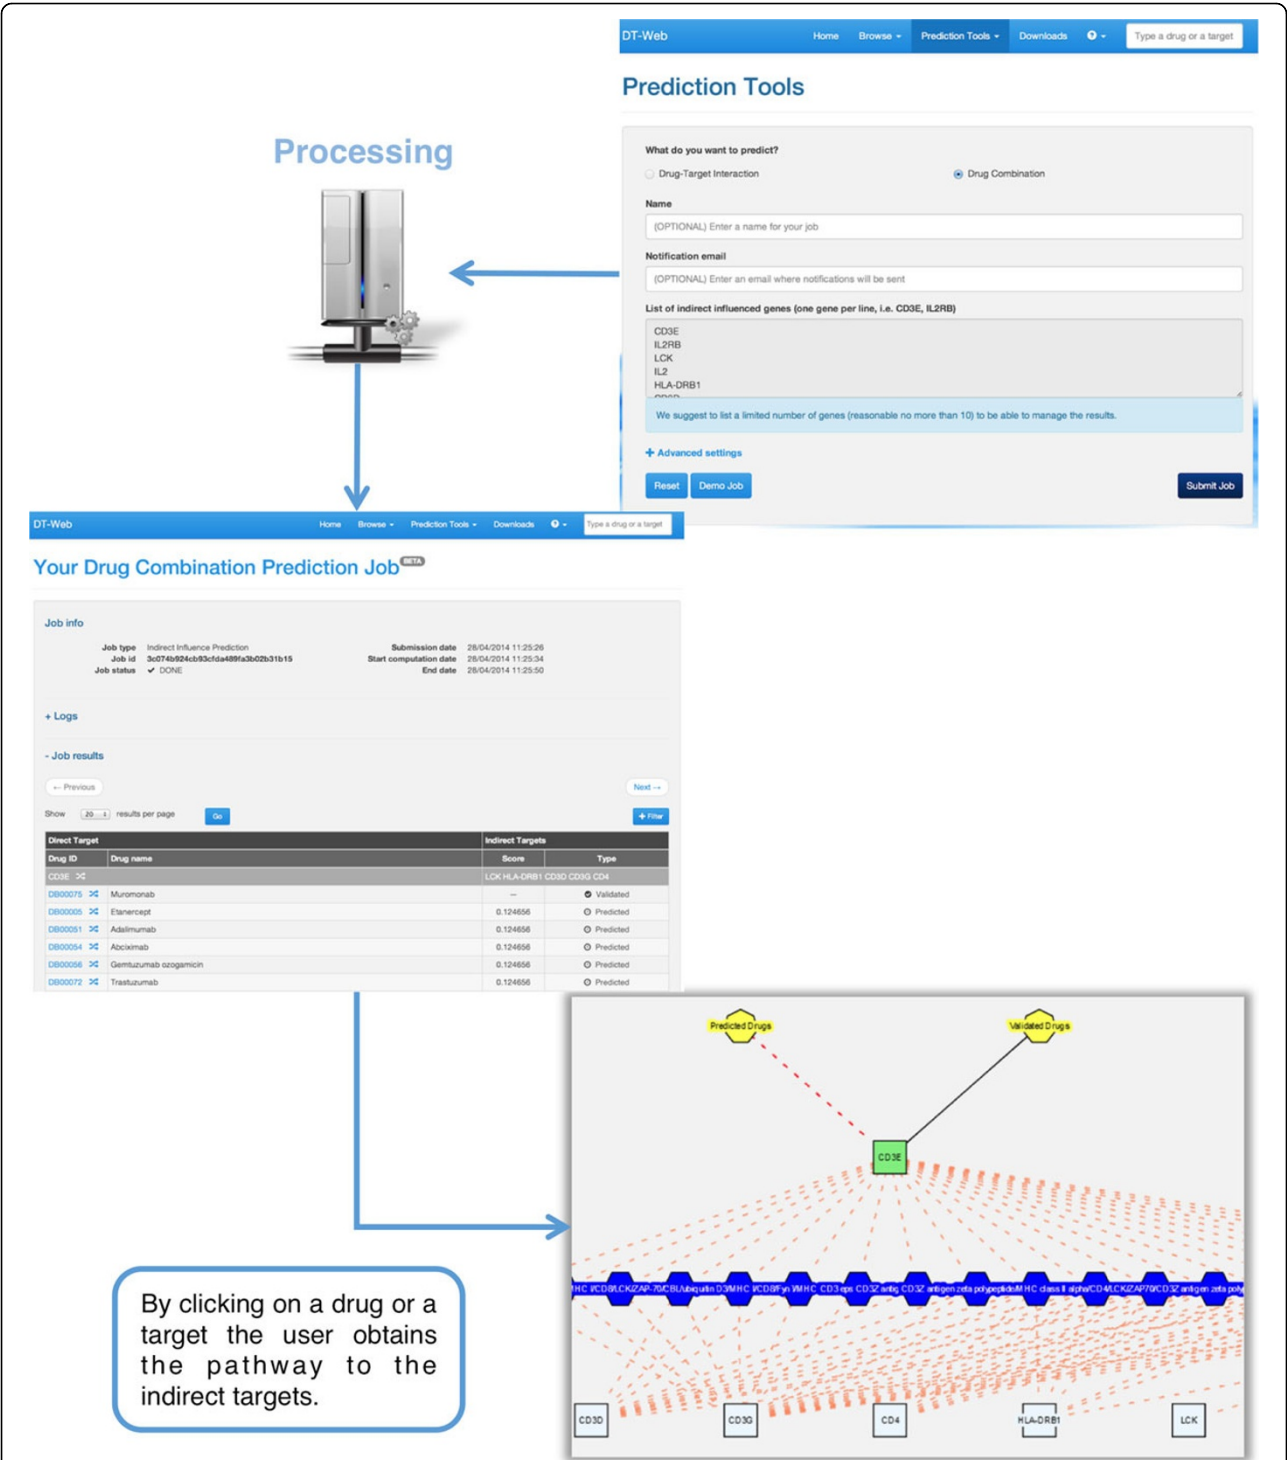 DT-Web Home Browse Prediction Tools Downloads ? Type a drug or a target
Prediction Tools
What do you want to predict?
Drug-Target Interaction Drug Combination
Name
(OPTIONAL) Enter a name for your job
Notification email
(OPTIONAL) Enter an email where notifications will be sent
List of indirect influenced genes (one gene per line, i.e. CD3E, IL2RB)
CD3E
IL2RB
LCK
IL2
HLA-DRB1
We suggest to list a limited number of genes (reasonable no more than 10) to be able to manage the results.
+ Advanced settings
Reset Demo Job Submit Job
Processing
DT-Web Home Browse Prediction Tools Downloads ? Type a drug or a target
Your Drug Combination Prediction Job BETA
Job info
Job type Indirect Influence Prediction Submission date 28/04/2014 11:25:26
Job id 3c074b924cb93cfda489fa3b02b31b15 Start computation date 28/04/2014 11:25:34
Job status ✔ DONE End date 28/04/2014 11:25:50
+ Logs
- Job results
← Previous Next →
Show 20 results per page Go + Filter
Direct Target Indirect Targets
Drug ID Drug name Score Type
CD3E LCK HLA-DRB1 CD3D CD3G CD4
DB00075 Muromonab -- Validated
DB00005 Etanercept 0.124656 Predicted
DB00051 Adalimumab 0.124656 Predicted
DB00054 Abciximab 0.124656 Predicted
DB00056 Gemtuzumab ozogamicin 0.124656 Predicted
DB00072 Trastuzumab 0.124656 Predicted
Predicted Drugs Validated Drugs
CD3E
CD3D CD3G CD4 HLA-DRB1 LCK
By clicking on a drug or a
target the user obtains
the pathway to the
indirect targets.